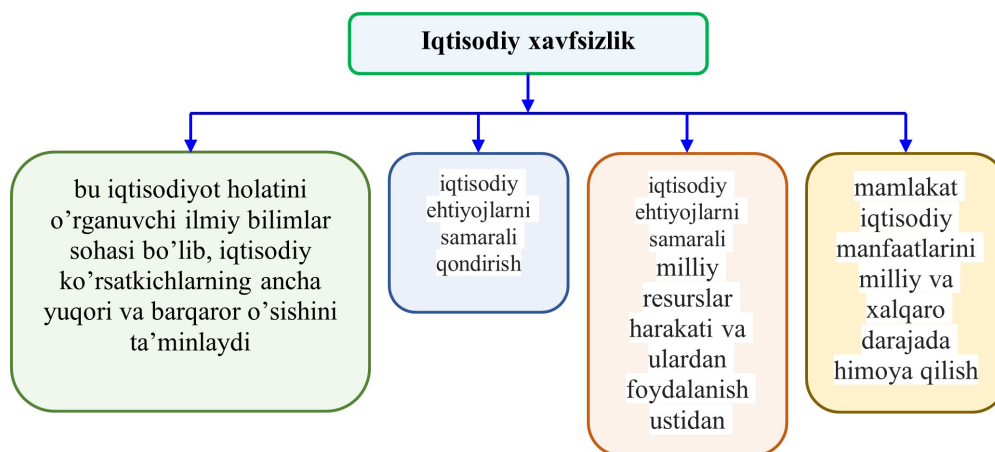 Iqtisodiy xavfsizlik
bu iqtisodiyot holatini
o’rganuvchi ilmiy bilimlar
sohasi bo’lib, iqtisodiy
ko’rsatkichlarning ancha
yuqori va barqaror o’sishini
ta’minlaydi
iqtisodiy
ehtiyojlarni
samarali
qondirish
iqtisodiy
ehtiyojlarni
samarali
milliy
resurslar
harakati va
ulardan
foydalanish
ustidan
mamlakat
iqtisodiy
manfaatlarini
milliy va
xalqaro
darajada
himoya qilish